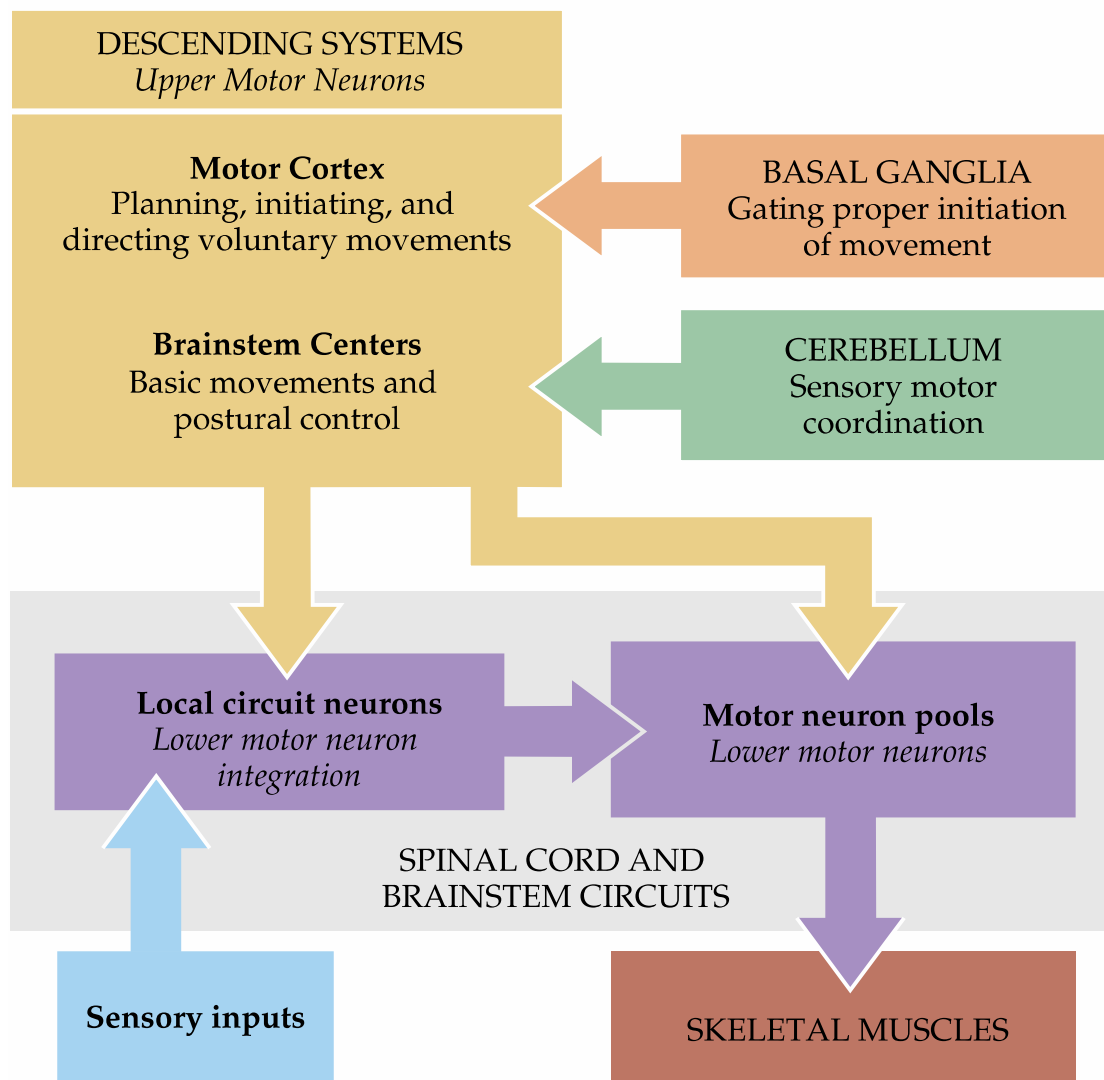 DESCENDING SYSTEMS
Upper Motor Neurons
Motor Cortex
Planning, initiating, and
directing voluntary movements
BASAL GANGLIA
Gating proper initiation
of movement
Brainstem Centers
Basic movements and
postural control
CEREBELLUM
Sensory motor
coordination
Local circuit neurons
Lower motor neuron
integration
Motor neuron pools
Lower motor neurons
SPINAL CORD AND
BRAINSTEM CIRCUITS
Sensory inputs
SKELETAL MUSCLES